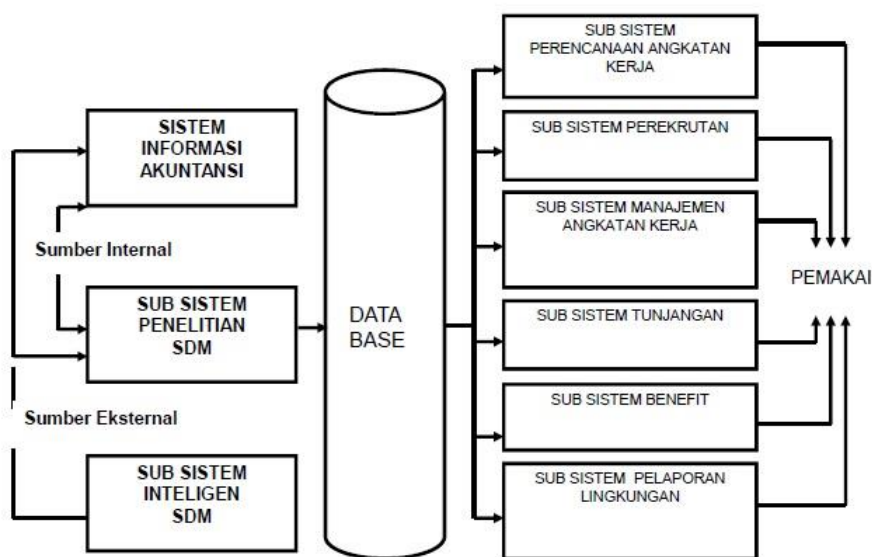 SISTEM
INFORMASI
AKUNTANSI
Sumber Internal
SUB SISTEM
PENELITIAN
SDM
Sumber Eksternal
SUB SISTEM
INTELIGEN
SDM
DATA
BASE
SUB SISTEM
PERENCANAAN ANGKATAN
KERJA
SUB SISTEM PEREKRUTAN
SUB SISTEM MANAJEMEN
ANGKATAN KERJA
SUB SISTEM TUNJANGAN
SUB SISTEM BENEFIT
SUB SISTEM PELAPORAN
LINGKUNGAN
PEMAKAI